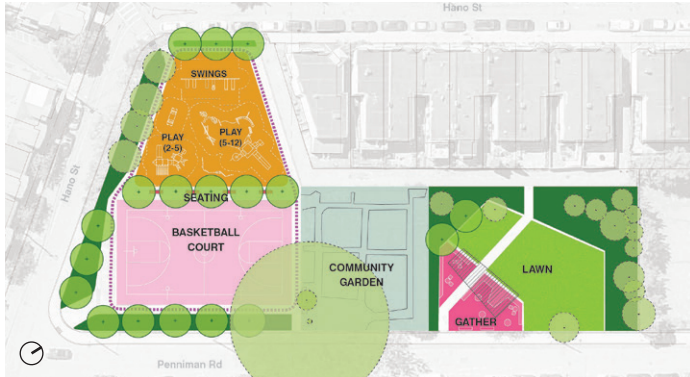 Hano St
SWINGS
PLAY
(2-5)
PLAY
(5-12)
Hano St
SEATING
BASKETBALL
COURT
COMMUNITY
GARDEN
LAWN
GATHER
Penniman Rd